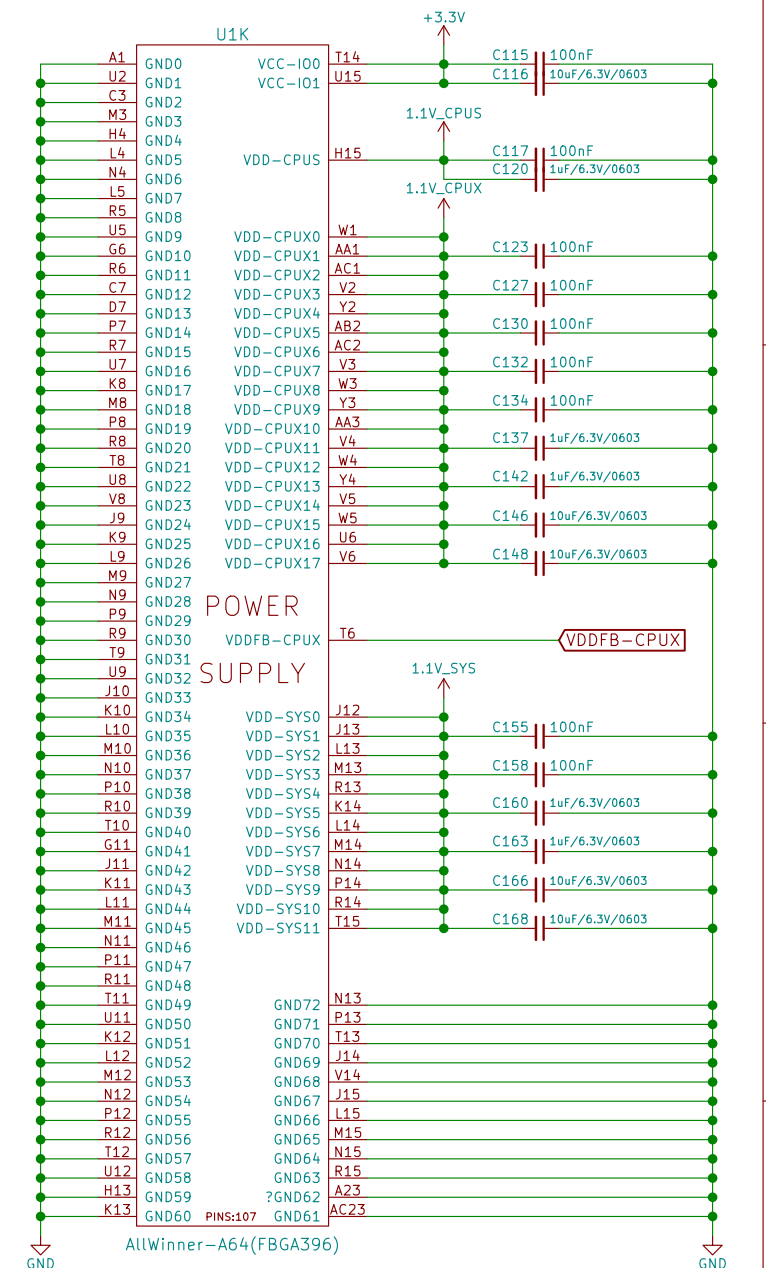 +3.3V
U1K
A1 GND0 VCC-IO0 T14 C115 100nF
U2 GND1 VCC-IO1 U15 C116 10uF/6.3V/0603
C3 GND2
1.1V_CPUS
M3 GND3
H4 GND4
L4 GND5 VDD-CPUS H15 C117 100nF
N4 GND6 C120 1uF/6.3V/0603
1.1V_CPUX
L5 GND7
R5 GND8
U5 GND9 VDD-CPUX0 W1
G6 GND10 VDD-CPUX1 AA1 C123 100nF
R6 GND11 VDD-CPUX2 AC1
C7 GND12 VDD-CPUX3 V2 C127 100nF
D7 GND13 VDD-CPUX4 Y2
P7 GND14 VDD-CPUX5 AB2 C130 100nF
R7 GND15 VDD-CPUX6 AC2
U7 GND16 VDD-CPUX7 V3 C132 100nF
K8 GND17 VDD-CPUX8 W3
M8 GND18 VDD-CPUX9 Y3 C134 100nF
P8 GND19 VDD-CPUX10 AA3
R8 GND20 VDD-CPUX11 V4 C137 1uF/6.3V/0603
T8 GND21 VDD-CPUX12 W4
U8 GND22 VDD-CPUX13 Y4 C142 1uF/6.3V/0603
V8 GND23 VDD-CPUX14 V5
J9 GND24 VDD-CPUX15 W5 C146 10uF/6.3V/0603
K9 GND25 VDD-CPUX16 U6
L9 GND26 VDD-CPUX17 V6 C148 10uF/6.3V/0603
M9 GND27
N9 GND28
POWER
P9 GND29
R9 GND30 VDDFB-CPUX T6 VDDFB-CPUX
T9 GND31
U9 GND32
SUPPLY
1.1V_SYS
J10 GND33
K10 GND34 VDD-SYS0 J12
L10 GND35 VDD-SYS1 J13 C155 100nF
M10 GND36 VDD-SYS2 L13
N10 GND37 VDD-SYS3 M13 C158 100nF
P10 GND38 VDD-SYS4 R13
R10 GND39 VDD-SYS5 K14 C160 1uF/6.3V/0603
T10 GND40 VDD-SYS6 L14
G11 GND41 VDD-SYS7 M14 C163 1uF/6.3V/0603
J11 GND42 VDD-SYS8 N14
K11 GND43 VDD-SYS9 P14 C166 10uF/6.3V/0603
L11 GND44 VDD-SYS10 R14
M11 GND45 VDD-SYS11 T15 C168 10uF/6.3V/0603
N11 GND46
P11 GND47
R11 GND48
T11 GND49 GND72 N13
U11 GND50 GND71 P13
K12 GND51 GND70 T13
L12 GND52 GND69 J14
M12 GND53 GND68 V14
N12 GND54 GND67 J15
P12 GND55 GND66 L15
R12 GND56 GND65 M15
T12 GND57 GND64 N15
U12 GND58 GND63 R15
H13 GND59 ?GND62 A23
K13 GND60 PINS:107 GND61 AC23
AllWinner-A64(FBGA396)
GND GND